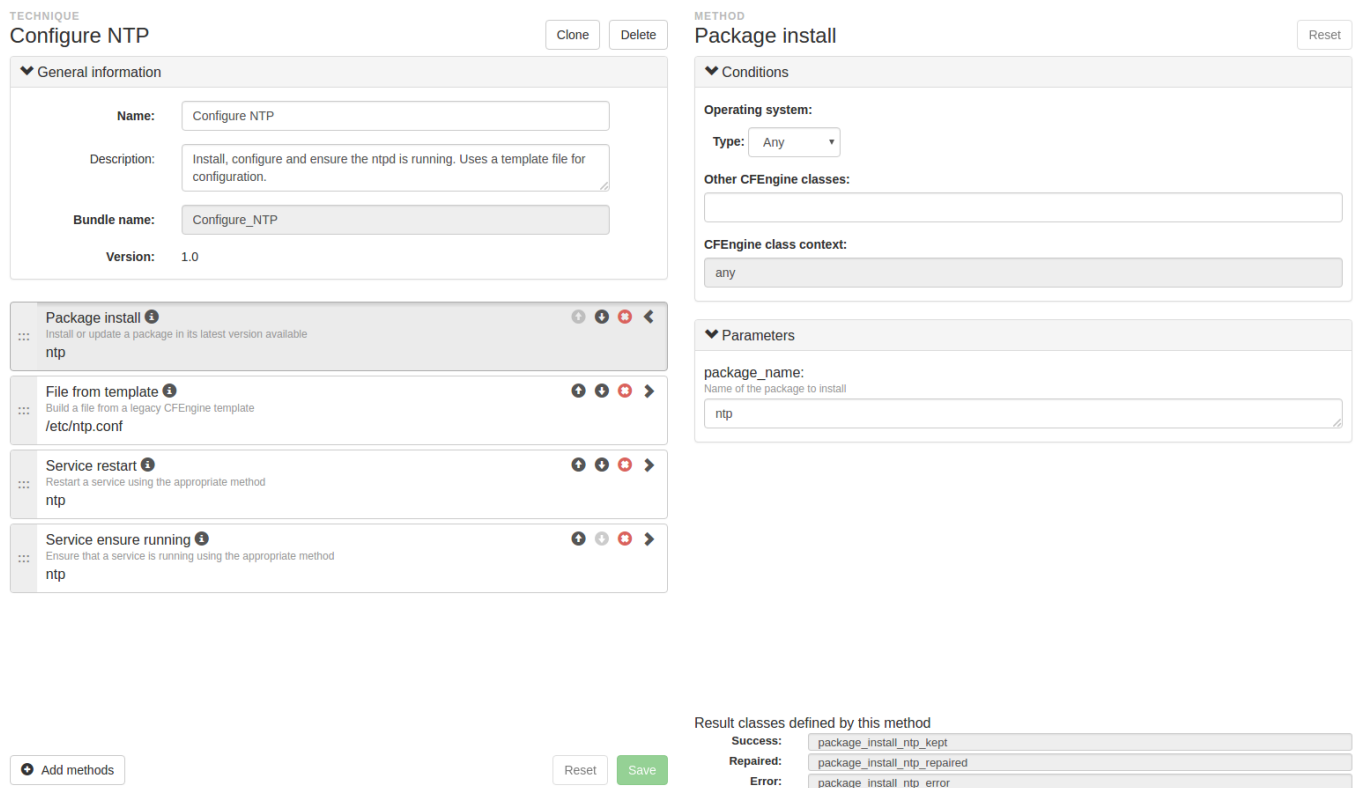 TECHNIQUE
Configure NTP
Clone
Delete
General information
Name:
Configure NTP
Description:
Install, configure and ensure the ntpd is running. Uses a template file for
configuration.
Bundle name:
Configure_NTP
Version:
1.0
Package install
Install or update a package in its latest version available
ntp
File from template
Build a file from a legacy CFEngine template
/etc/ntp.conf
Service restart
Restart a service using the appropriate method
ntp
Service ensure running
Ensure that a service is running using the appropriate method
ntp
Add methods
Reset
Save
METHOD
Package install
Reset
Conditions
Operating system:
Type:
Any
Other CFEngine classes:
CFEngine class context:
any
Parameters
package_name:
Name of the package to install
ntp
Result classes defined by this method
Success:
package_install_ntp_kept
Repaired:
package_install_ntp_repaired
Error:
package_install_ntp_error